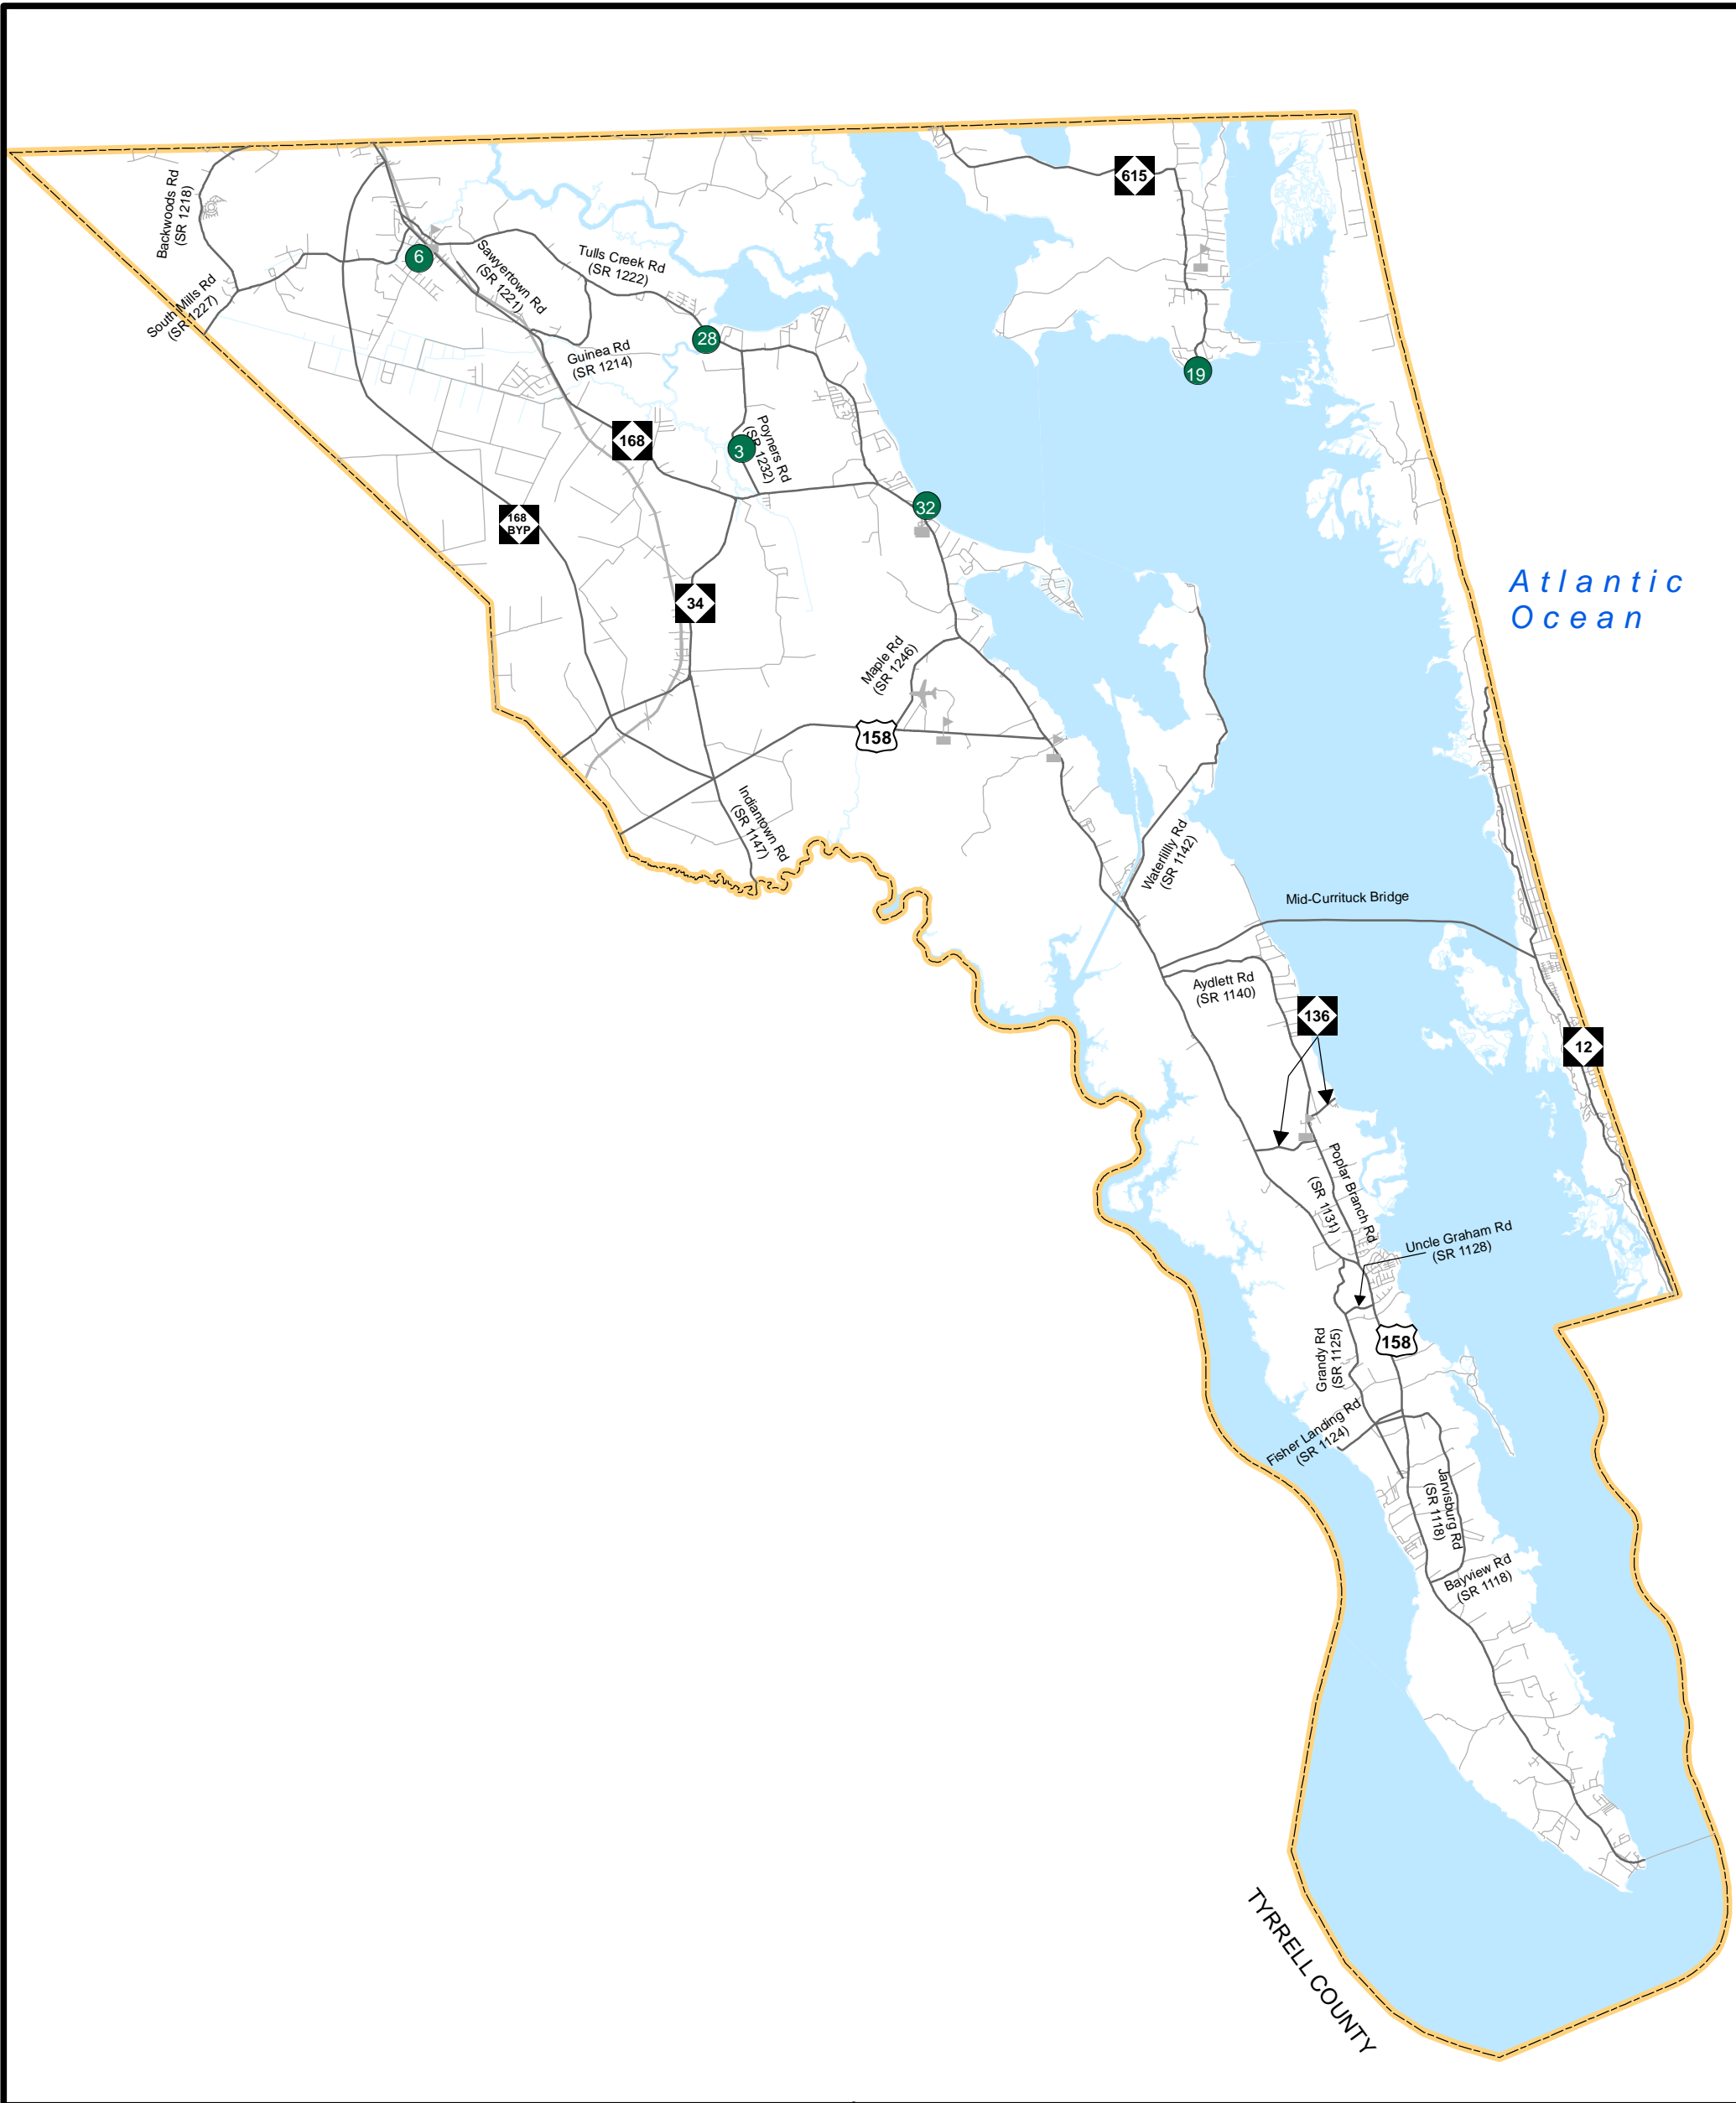 615
Backwoods Rd
(SR 1218)
6
Sawyertown Rd
(SR 1221)
Tulls Creek Rd
(SR 1222)
South Mills Rd
(SR 1227)
28
Guinea Rd
(SR 1214)
19
168
3
Poyners Rd
(SR 1232)
32
168
BYP
34
Atlantic
Ocean
Maple Rd
(SR 1246)
158
Indiantown Rd
(SR 1147)
Waterlillly Rd
(SR 1142)
Mid-Currituck Bridge
Aydlett Rd
(SR 1140)
136
12
Poplar Branch Rd
(SR 1131)
Uncle Graham Rd
(SR 1128)
Grandy Rd
(SR 1125)
158
Fisher Landing Rd
(SR 1124)
Jarvisburg Rd
(SR 1118)
Bayview Rd
(SR 1118)
TYRRELL COUNTY